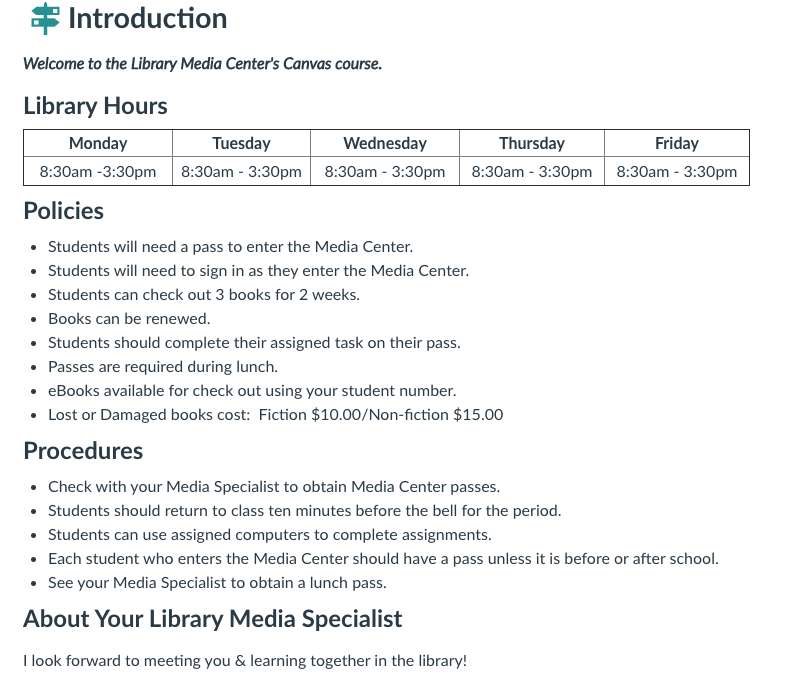 Introduction
Welcome to the Library Media Center's Canvas course.
Library Hours
Monday Tuesday Wednesday Thursday Friday
8:30am -3:30pm 8:30am - 3:30pm 8:30am - 3:30pm 8:30am - 3:30pm 8:30am - 3:30pm
Policies
• Students will need a pass to enter the Media Center.
• Students will need to sign in as they enter the Media Center.
• Students can check out 3 books for 2 weeks.
• Books can be renewed.
• Students should complete their assigned task on their pass.
• Passes are required during lunch.
• eBooks available for check out using your student number.
• Lost or Damaged books cost:  Fiction $10.00/Non-fiction $15.00
Procedures
• Check with your Media Specialist to obtain Media Center passes.
• Students should return to class ten minutes before the bell for the period.
• Students can use assigned computers to complete assignments.
• Each student who enters the Media Center should have a pass unless it is before or after school.
• See your Media Specialist to obtain a lunch pass.
About Your Library Media Specialist
I look forward to meeting you & learning together in the library!